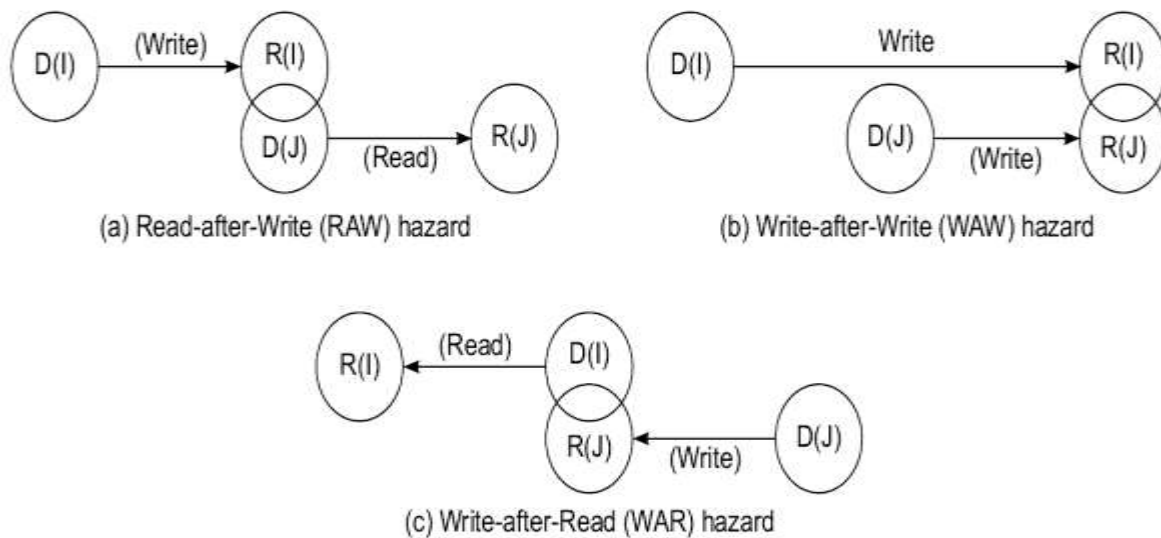 D(I)
(Write)
R(I)
D(J)
(Read)
R(J)
(a) Read-after-Write (RAW) hazard
D(I)
Write
R(I)
D(J)
(Write)
R(J)
(b) Write-after-Write (WAW) hazard
R(I)
(Read)
D(I)
R(J)
(Write)
D(J)
(c) Write-after-Read (WAR) hazard